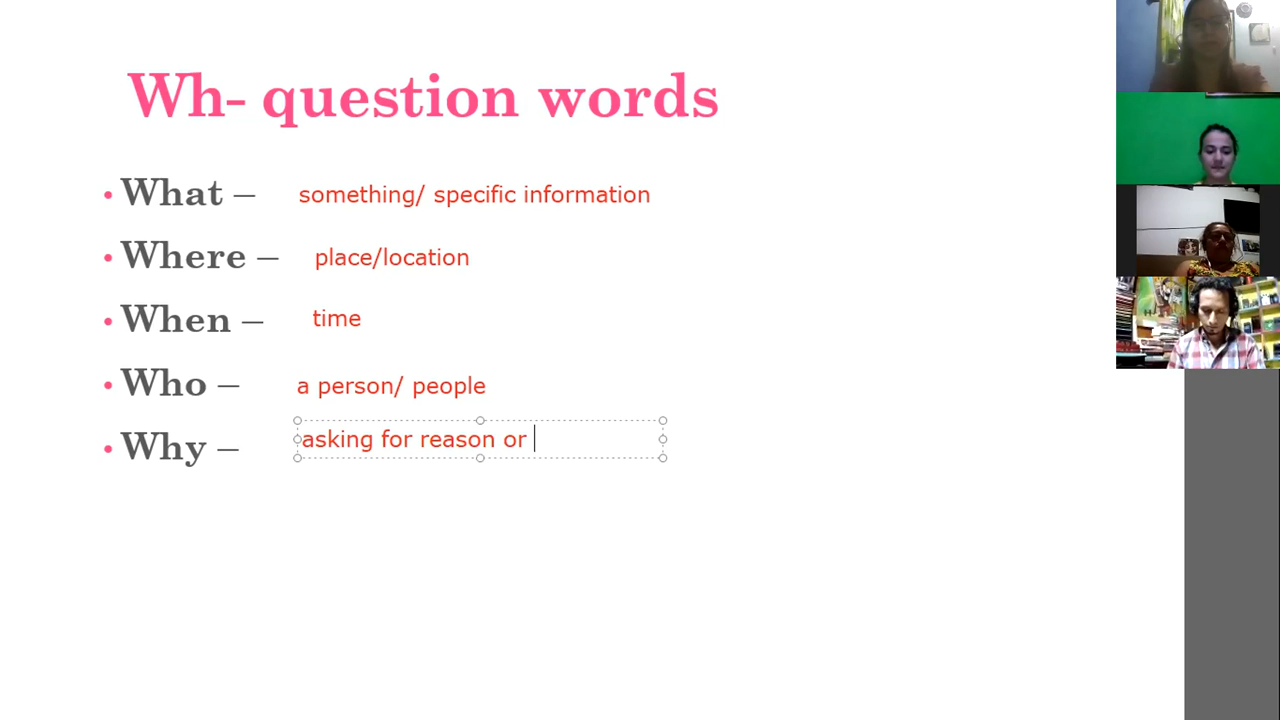 Wh- question words
• What – something/ specific information
• Where – place/location
• When – time
• Who – a person/ people
• Why – asking for reason or